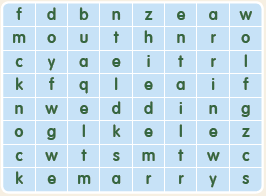 f d b n z e a w
m o u t h n r o
c y a e i t r l
k f q l e a i f
n w e d d i n g
o g l k e l e z
c w t s m t w c
k e m a r r y s